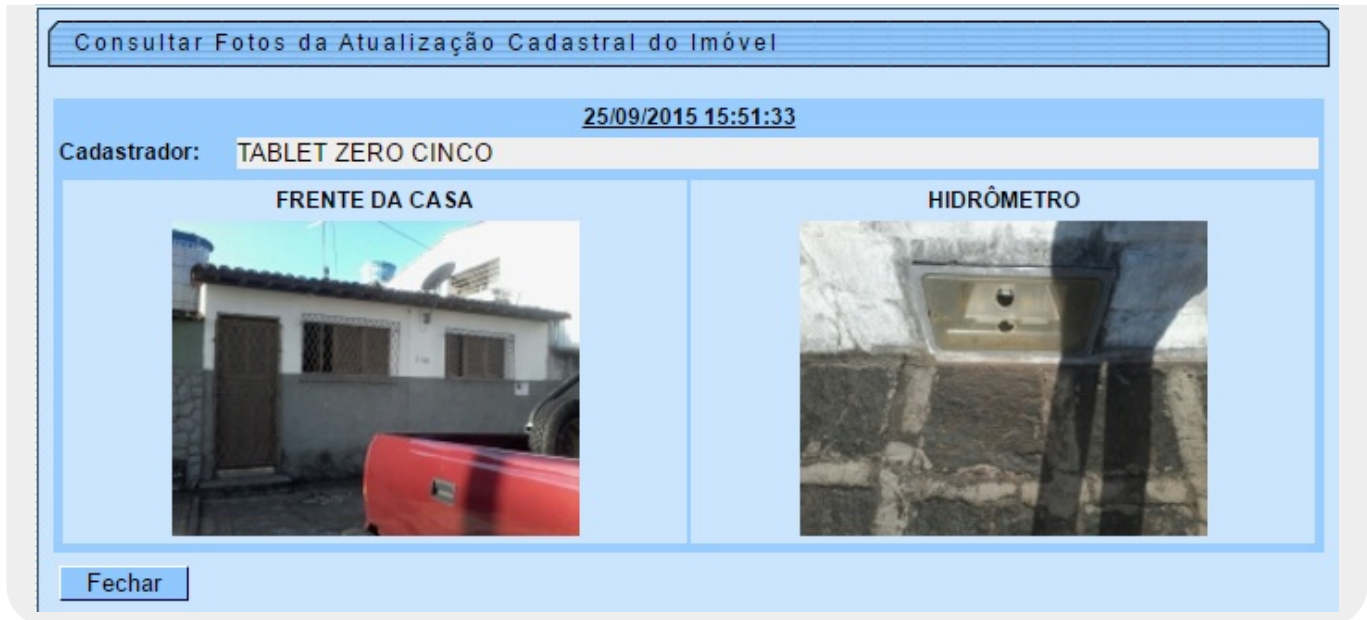 Consultar Fotos da Atualização Cadastral do Imóvel
25/09/2015 15:51:33
Cadastrador: TABLET ZERO CINCO
FRENTE DA CASA
HIDRÔMETRO
Fechar